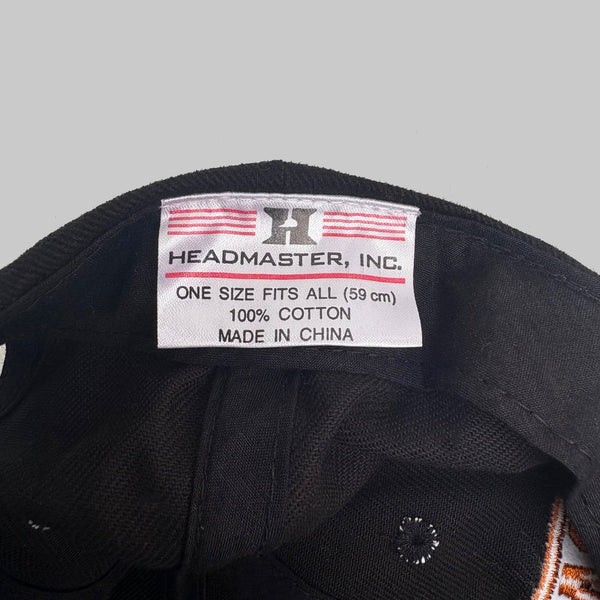 H
HEADMASTER, INC.
ONE SIZE FITS ALL (59 cm)
100% COTTON
MADE IN CHINA